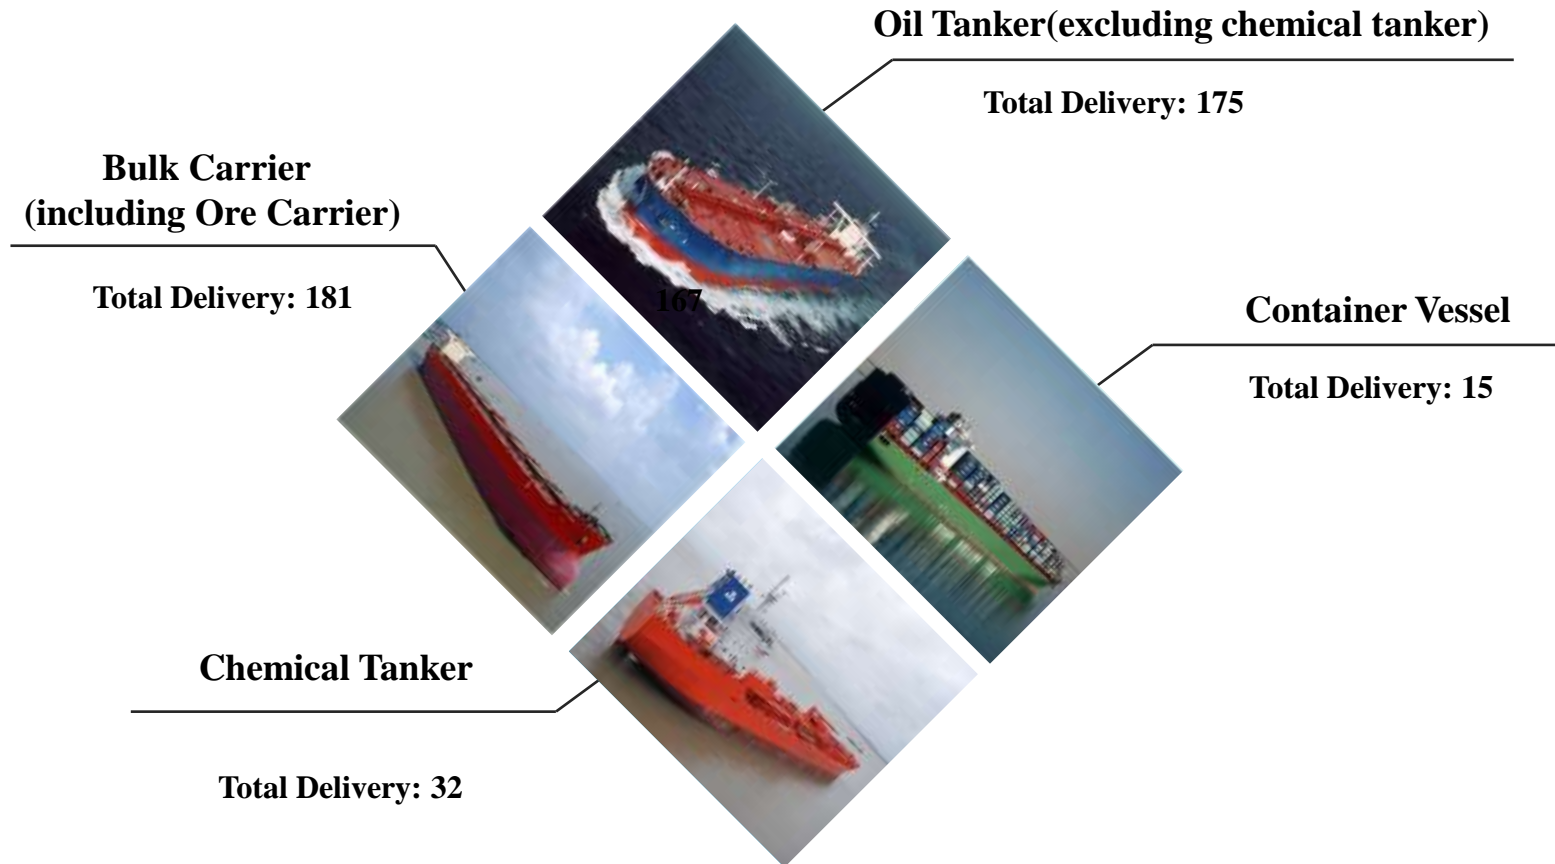 Oil Tanker(excluding chemical tanker)
Total Delivery: 175
Bulk Carrier
(including Ore Carrier)
Total Delivery: 181
167
Container Vessel
Total Delivery: 15
Chemical Tanker
Total Delivery: 32